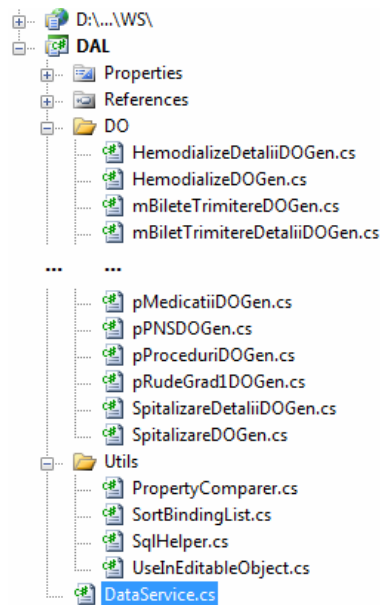 D:\...\WS\
DAL
Properties
References
DO
HemodializeDetaliiDOGen.cs
HemodializeDOGen.cs
mBileteTrimitereDOGen.cs
mBiletTrimitereDetaliiDOGen.cs
... ...
pMedicatiiDOGen.cs
pPNSDOGen.cs
pProceduriDOGen.cs
pRudeGrad1DOGen.cs
SpitalizareDetaliiDOGen.cs
SpitalizareDOGen.cs
Utils
PropertyComparer.cs
SortBindingList.cs
SqlHelper.cs
UseInEditableObject.cs
DataService.cs